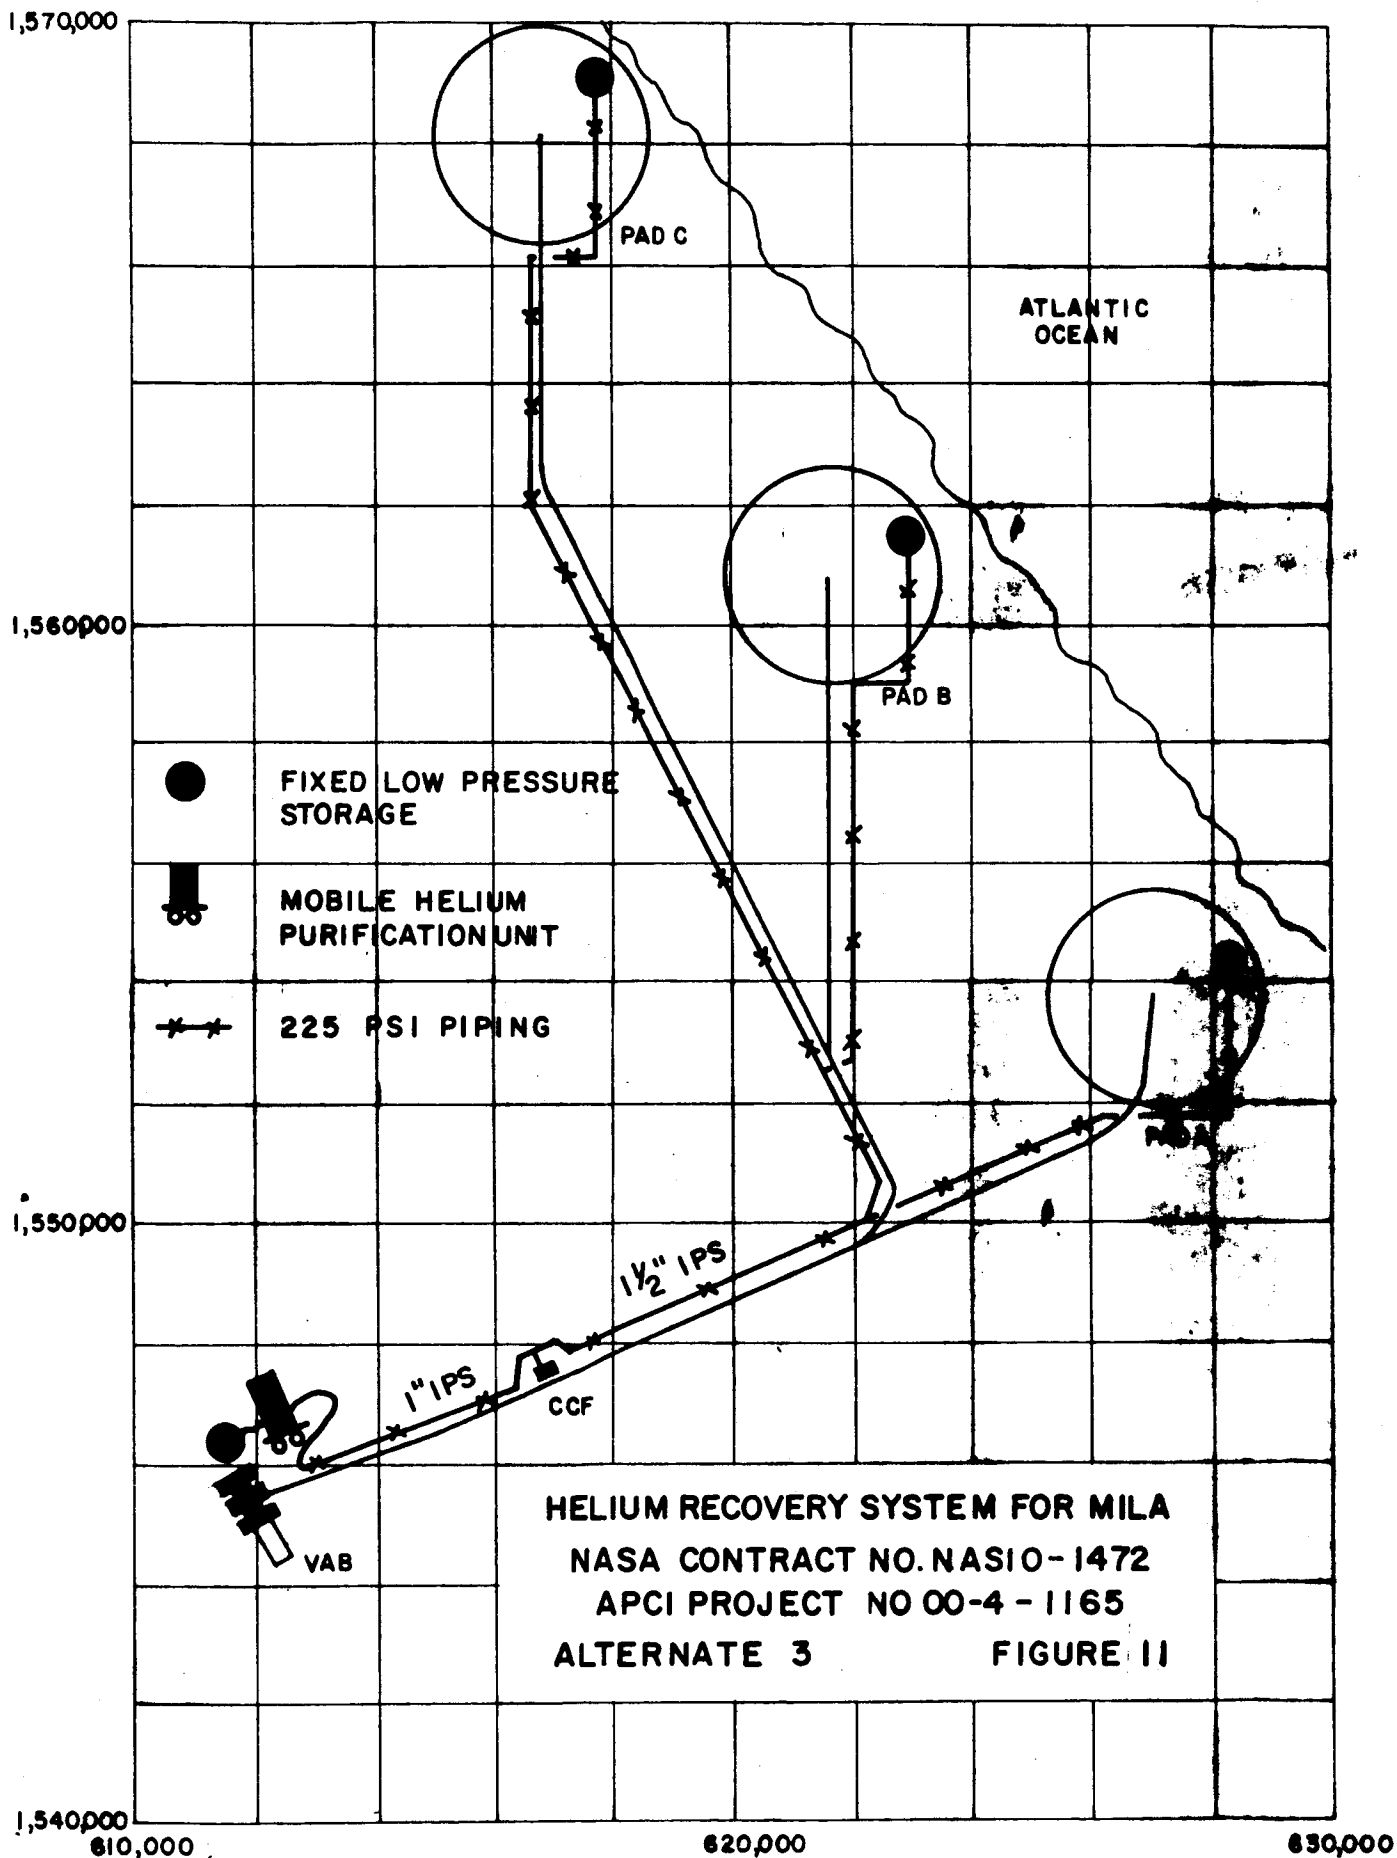 1,570,000
PAD C
ATLANTIC
OCEAN
1,560,000
PAD B
FIXED LOW PRESSURE
STORAGE
MOBILE HELIUM
PURIFICATION UNIT
225 PSI PIPING
PAD A
1,550,000
1½" IPS
1" IPS
CCF
VAB
HELIUM RECOVERY SYSTEM FOR MILA
NASA CONTRACT NO. NAS10-1472
APCI PROJECT NO 00-4-1165
ALTERNATE 3 FIGURE 11
1,540,000
610,000 620,000 630,000